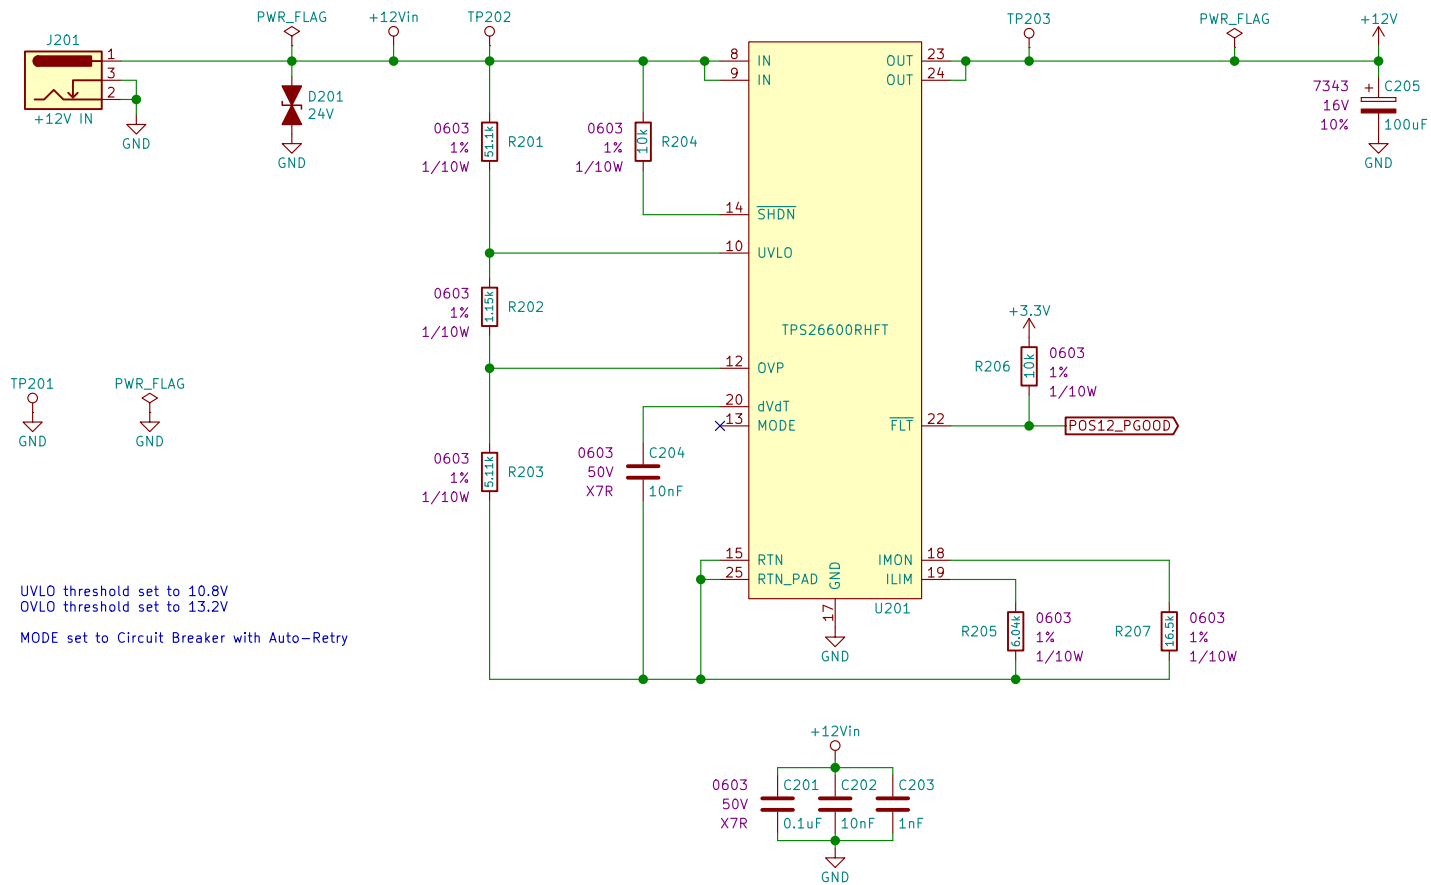 PWR_FLAG
+12Vin
TP202
TP203
PWR_FLAG
+12V
J201
1
3
2
+12V IN
GND
D201
24V
GND
0603
1%
1/10W
51.1k
R201
0603
1%
1/10W
10k
R204
8 IN
9 IN
OUT 23
OUT 24
7343
16V
10%
+
C205
100uF
GND
14 SHDN
10 UVLO
0603
1%
1/10W
1.15k
R202
TPS26600RHFT
+3.3V
R206
10k
0603
1%
1/10W
12 OVP
20 dVdT
13 MODE
FLT 22
POS12_PGOOD
TP201
GND
PWR_FLAG
GND
0603
1%
1/10W
5.11k
R203
0603
50V
X7R
C204
10nF
15 RTN
25 RTN_PAD
GND
17
IMON 18
ILIM 19
U201
GND
R205
6.04k
0603
1%
1/10W
R207
16.5k
0603
1%
1/10W
UVLO threshold set to 10.8V
OVLO threshold set to 13.2V
MODE set to Circuit Breaker with Auto-Retry
+12Vin
0603
50V
X7R
C201
0.1uF
C202
10nF
C203
1nF
GND